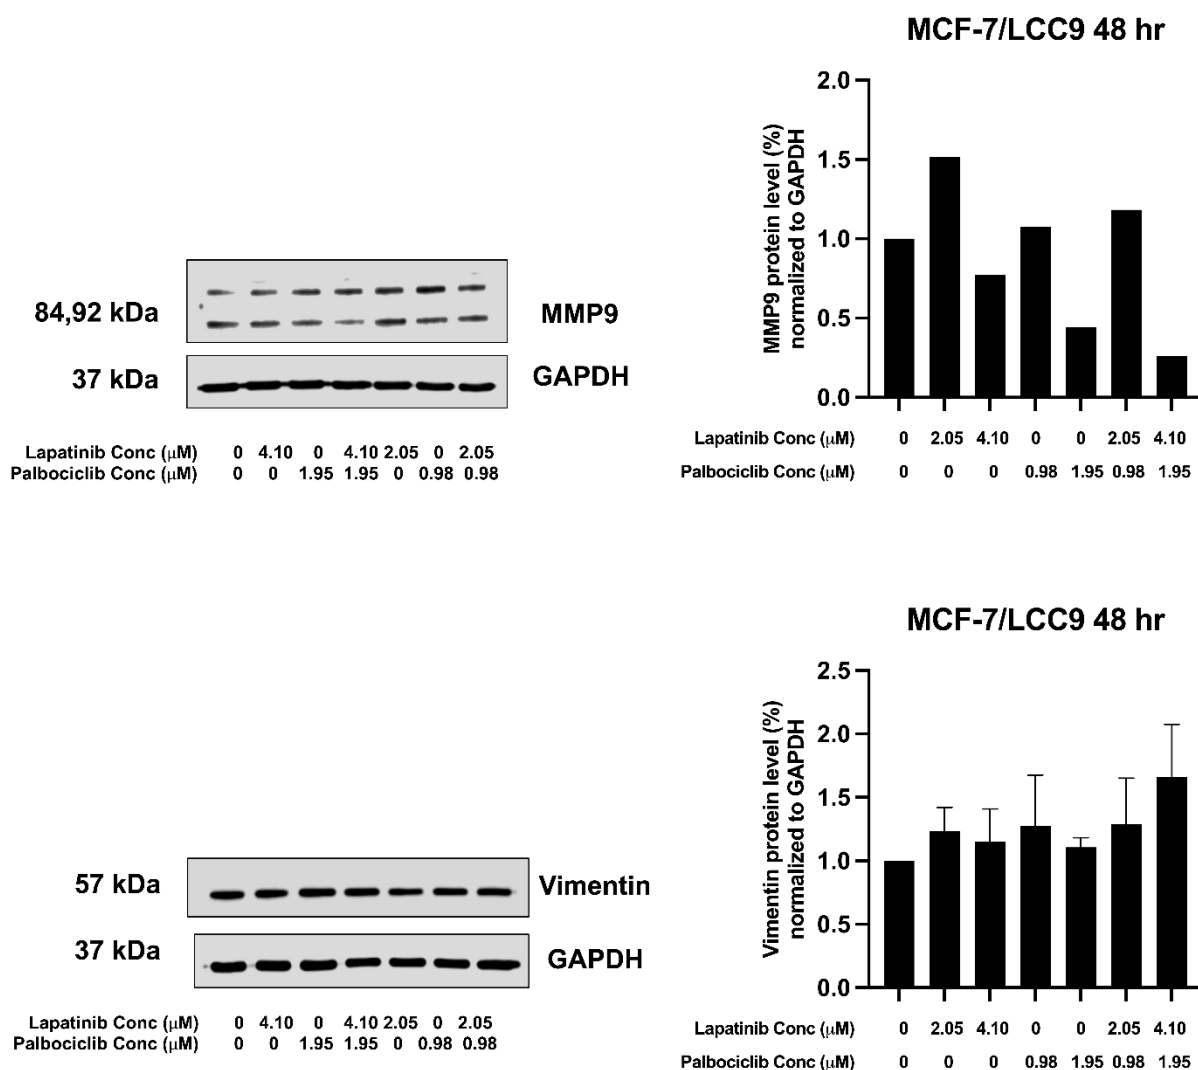 MCF-7/LCC9 48 hr
MMP9 protein level (%)
normalized to GAPDH
2.0
1.5
1.0
0.5
0.0
84,92 kDa MMP9
37 kDa GAPDH
Lapatinib Conc (μM) 0 4.10 0 4.10 2.05 0 2.05
Palbociclib Conc (μM) 0 0 1.95 1.95 0 0.98 0.98
Lapatinib Conc (μM) 0 2.05 4.10 0 0 2.05 4.10
Palbociclib Conc (μM) 0 0 0 0.98 1.95 0.98 1.95
MCF-7/LCC9 48 hr
Vimentin protein level (%)
normalized to GAPDH
2.5
2.0
1.5
1.0
0.5
0.0
57 kDa Vimentin
37 kDa GAPDH
Lapatinib Conc (μM) 0 4.10 0 4.10 2.05 0 2.05
Palbociclib Conc (μM) 0 0 1.95 1.95 0 0.98 0.98
Lapatinib Conc (μM) 0 2.05 4.10 0 0 2.05 4.10
Palbociclib Conc (μM) 0 0 0 0.98 1.95 0.98 1.95